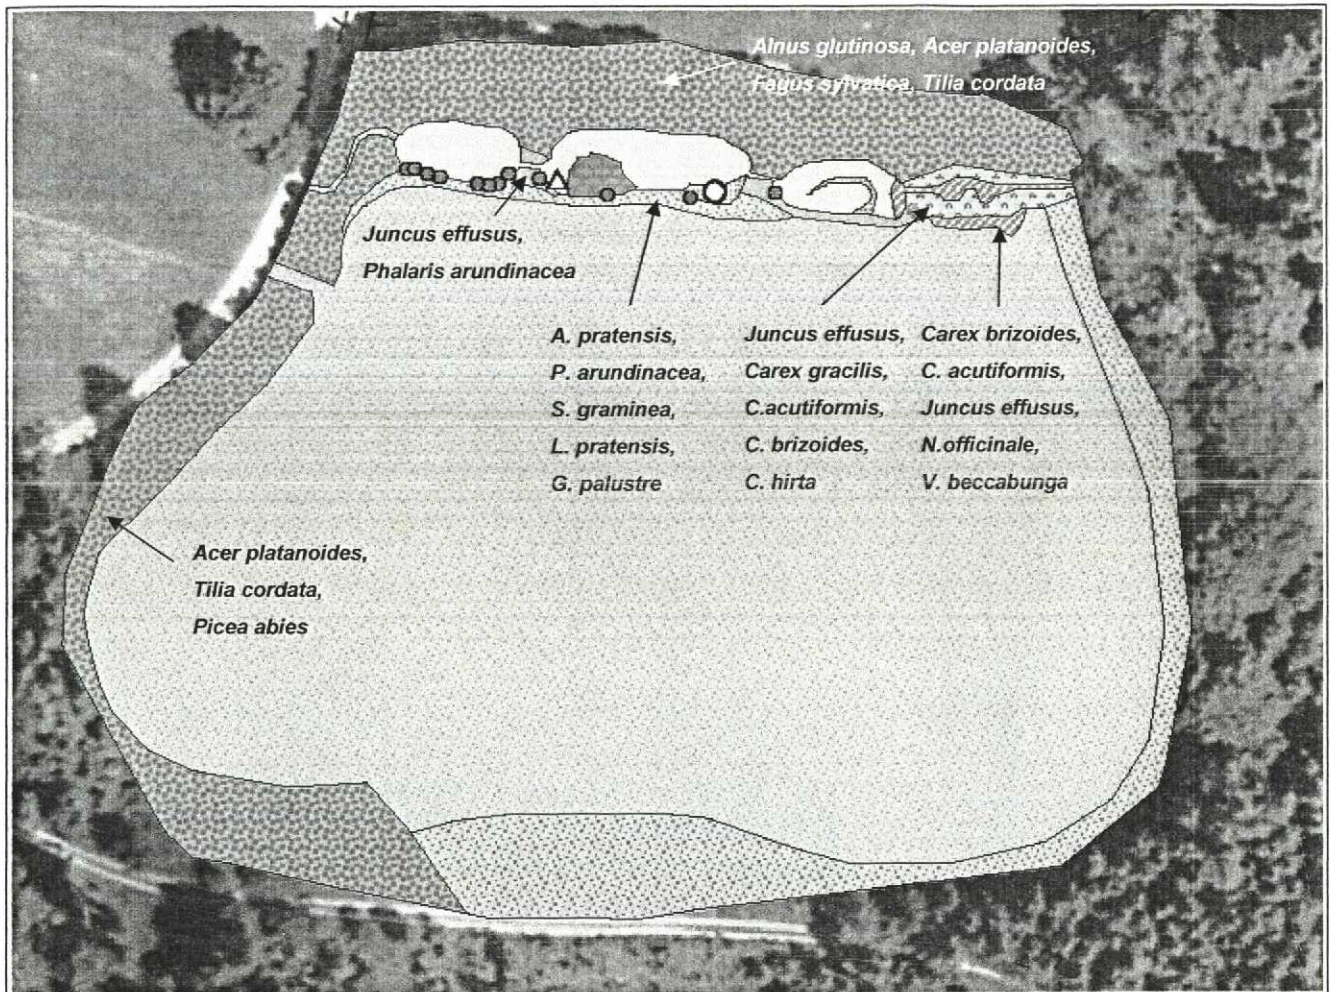 Alnus glutinosa, Acer platanoides,
Fagus sylvatica, Tilia cordata
Juncus effusus,
Phalaris arundinacea
A. pratensis,
P. arundinacea,
S. graminea,
L. pratensis,
G. palustre
Juncus effusus,
Carex gracilis,
C.acutiformis,
C. brizoides,
C. hirta
Carex brizoides,
C. acutiformis,
Juncus effusus,
N.officinale,
V. beccabunga
Acer platanoides,
Tilia cordata,
Picea abies